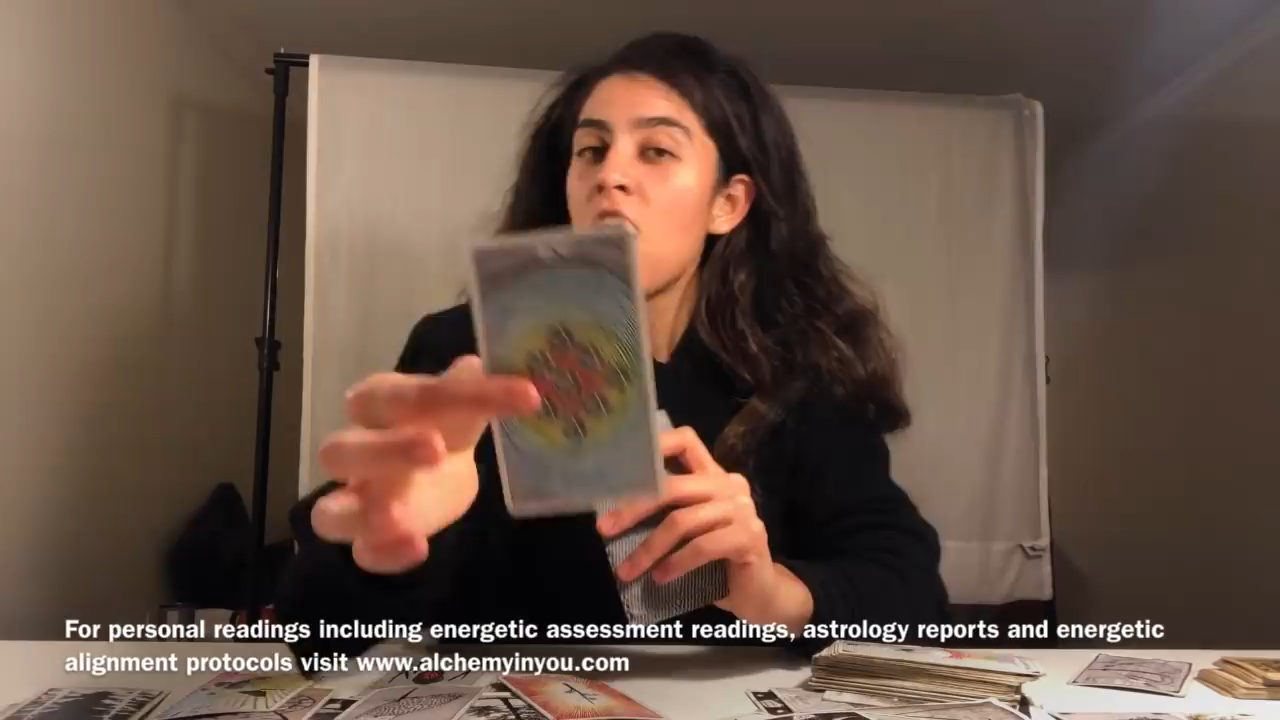 For personal readings including energetic assessment readings, astrology reports and energetic
alignment protocols visit www.alchemyinyou.com